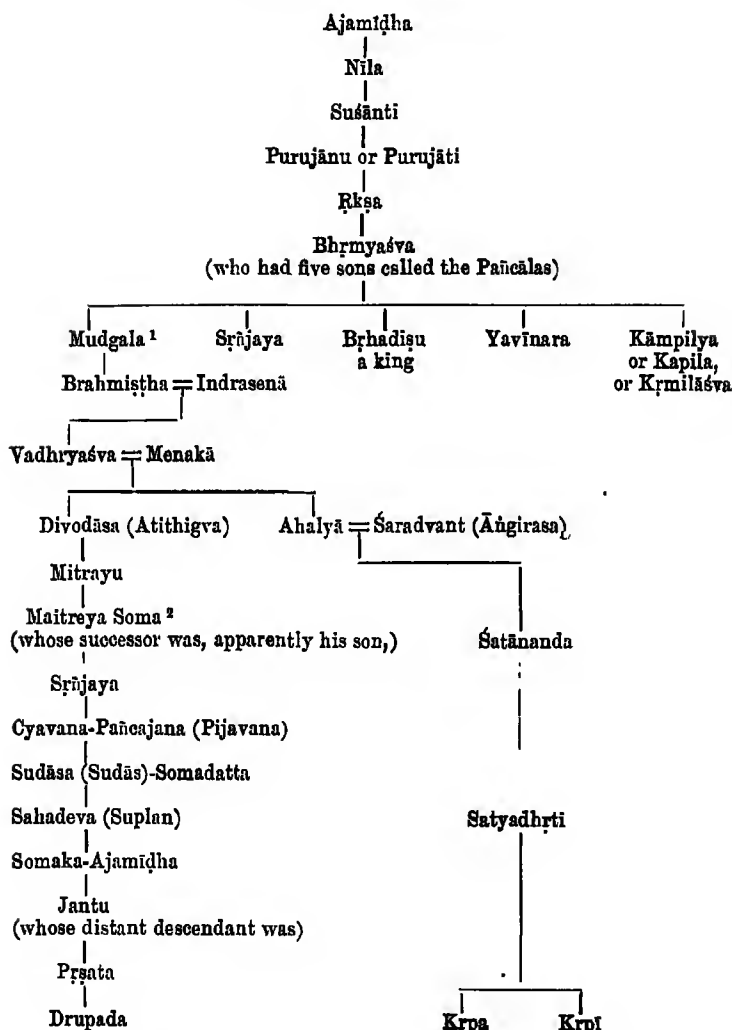 Ajamīḍha
Nīla
Suśānti
Purujānu or Purujāti
Ṛkṣa
Bhṛmyaśva
(who had five sons called the Pañcālas)
Mudgala ¹ Sṛñjaya Bṛhadiṣu Yavīnara Kāmpilya
a king or Kapila,
or Kṛmilāśva
Brahmiṣṭha = Indrasenā
Vadhryaśva = Menakā
Divodāsa (Atithigva) Ahalyā = Śaradvant (Āṅgirasa)
Mitrayu
Maitreya Soma ²
(whose successor was, apparently his son,) Śatānanda
Sṛñjaya
Cyavana-Pañcajana (Pijavana)
Sudāsa (Sudās)-Somadatta
Sahadeva (Suplan) Satyadhṛti
Somaka-Ajamīḍha
Jantu
(whose distant descendant was)
Pṛṣata
Drupada Kṛpa Kṛpī